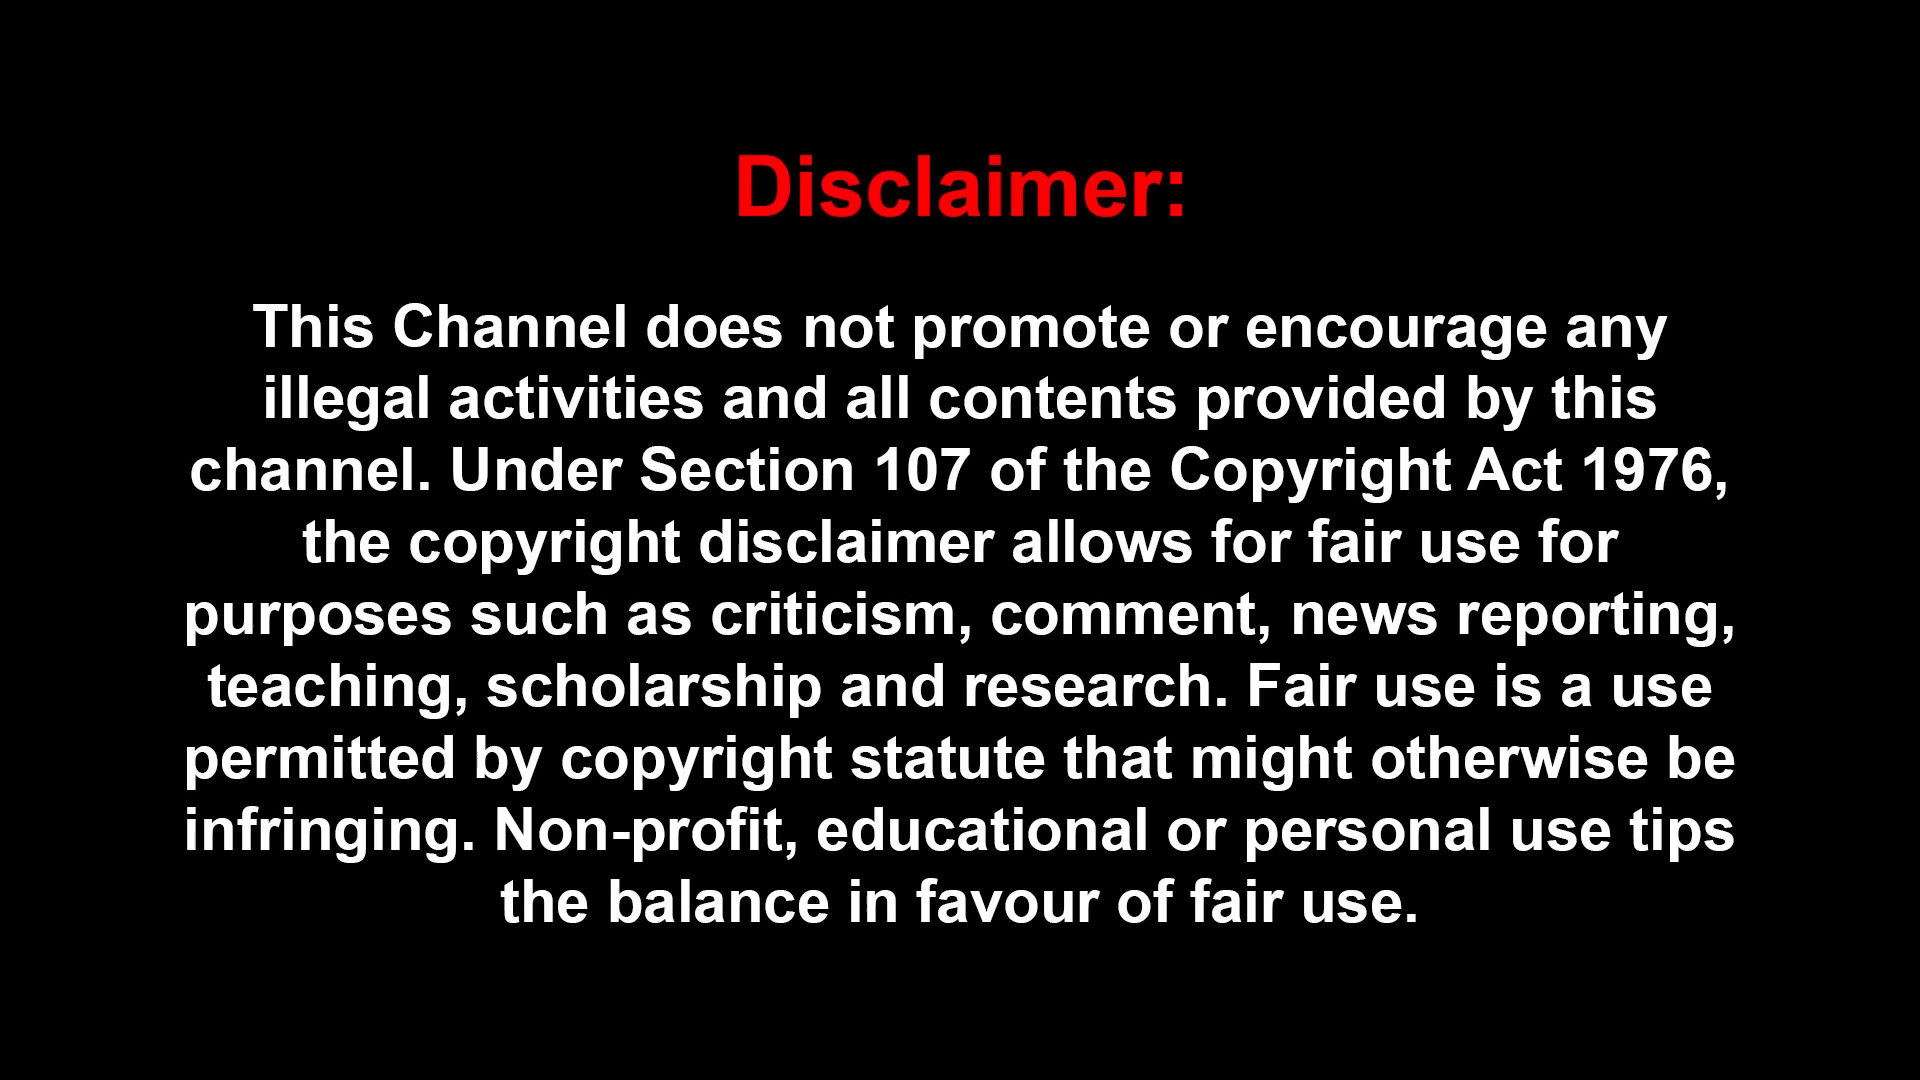 Disclaimer:
This Channel does not promote or encourage any
illegal activities and all contents provided by this
channel. Under Section 107 of the Copyright Act 1976,
the copyright disclaimer allows for fair use for
purposes such as criticism, comment, news reporting,
teaching, scholarship and research. Fair use is a use
permitted by copyright statute that might otherwise be
infringing. Non-profit, educational or personal use tips
the balance in favour of fair use.